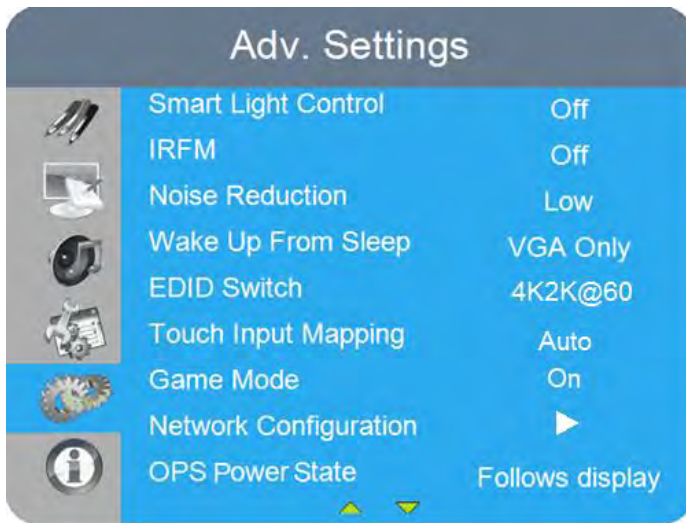 Adv. Settings
Smart Light Control Off
IRFM Off
Noise Reduction Low
Wake Up From Sleep VGA Only
EDID Switch 4K2K@60
Touch Input Mapping Auto
Game Mode On
Network Configuration
OPS Power State Follows display